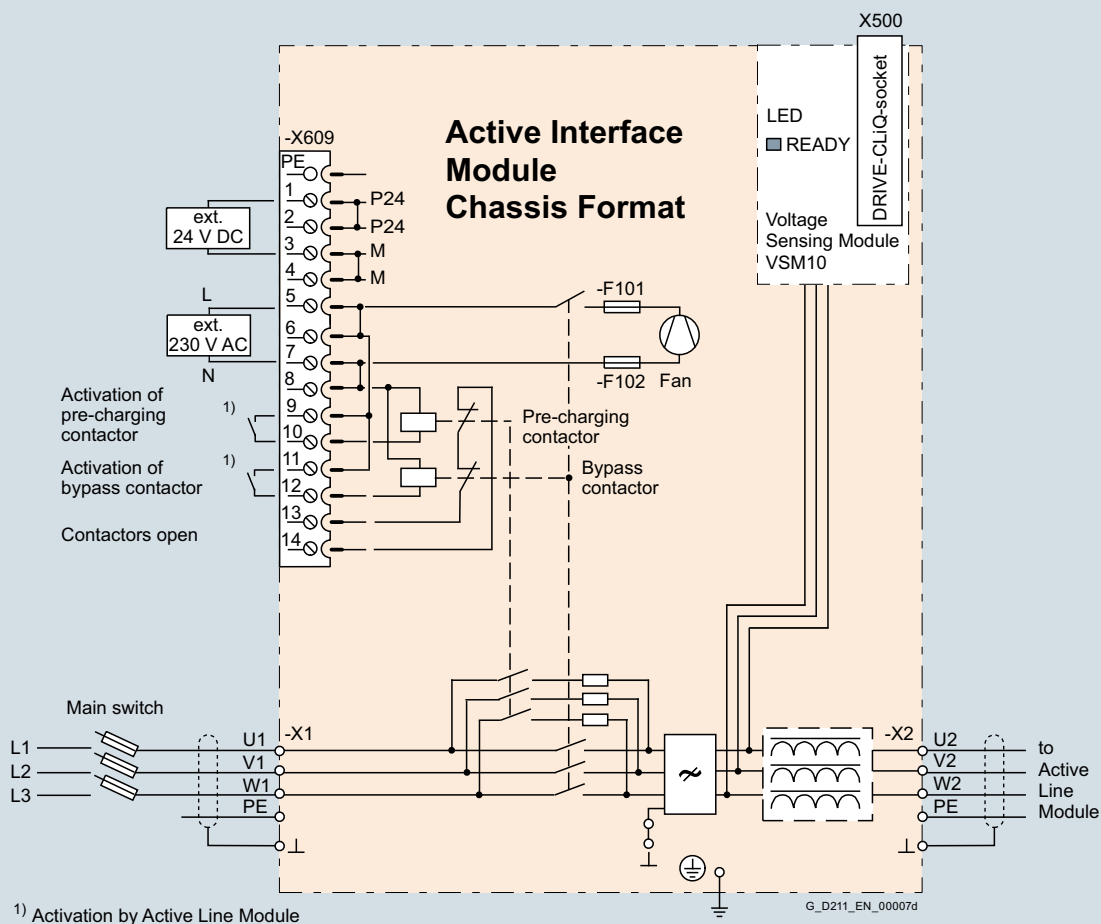 X500
DRIVE-CLiQ-socket
LED
READY
Voltage
Sensing Module
VSM10
Active Interface
Module
Chassis Format
-X609
PE
1
2
3
4
5
6
7
8
9
10
11
12
13
14
P24
P24
M
M
ext.
24 V DC
L
ext.
230 V AC
N
-F101
-F102
Fan
Activation of
pre-charging
contactor
1)
Activation of
bypass contactor
1)
Contactors open
Pre-charging
contactor
Bypass
contactor
Main switch
L1
L2
L3
U1
V1
W1
PE
-X1
-X2
U2
V2
W2
PE
to
Active
Line
Module
1) Activation by Active Line Module
G_D211_EN_00007d